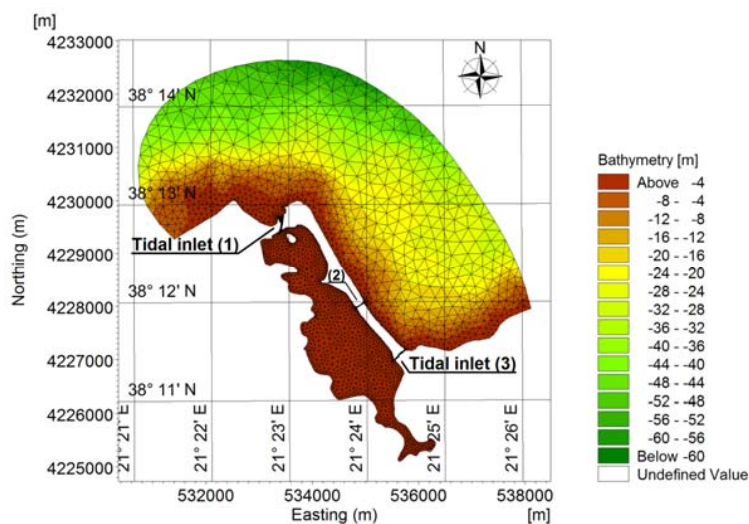 [m]
4233000
4232000
4231000
4230000
4229000
4228000
4227000
4226000
4225000
Northing (m)
N
38° 14' N
38° 13' N
38° 12' N
38° 11' N
Tidal inlet (1)
(2)
Tidal inlet (3)
21° 21' E
21° 22' E
21° 23' E
21° 24' E
21° 25' E
21° 26' E
532000
534000
536000
538000
Easting (m)
[m]
Bathymetry [m]
Above -4
-8 - -4
-12 - -8
-16 - -12
-20 - -16
-24 - -20
-28 - -24
-32 - -28
-36 - -32
-40 - -36
-44 - -40
-48 - -44
-52 - -48
-56 - -52
-60 - -56
Below -60
Undefined Value